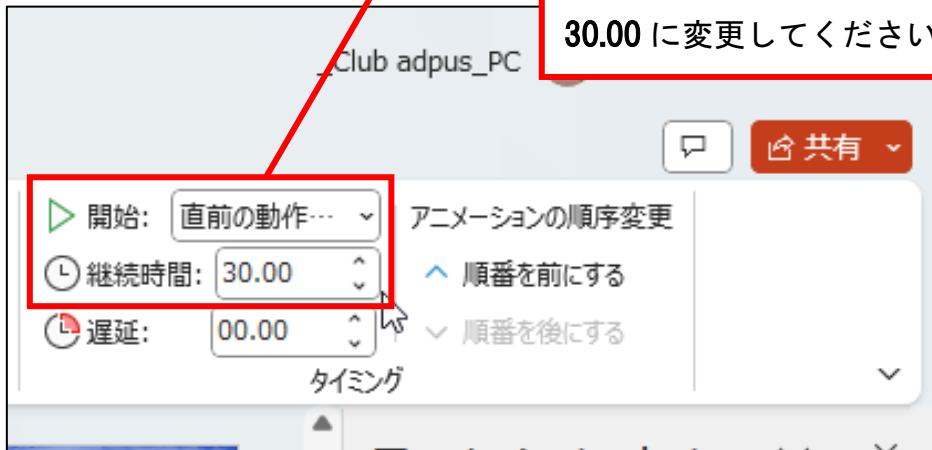 30.00 に変更してください
_Club adpus_PC
共有
開始: 直前の動作… アニメーションの順序変更
継続時間: 30.00 順番を前にする
遅延: 00.00 順番を後にする
タイミング